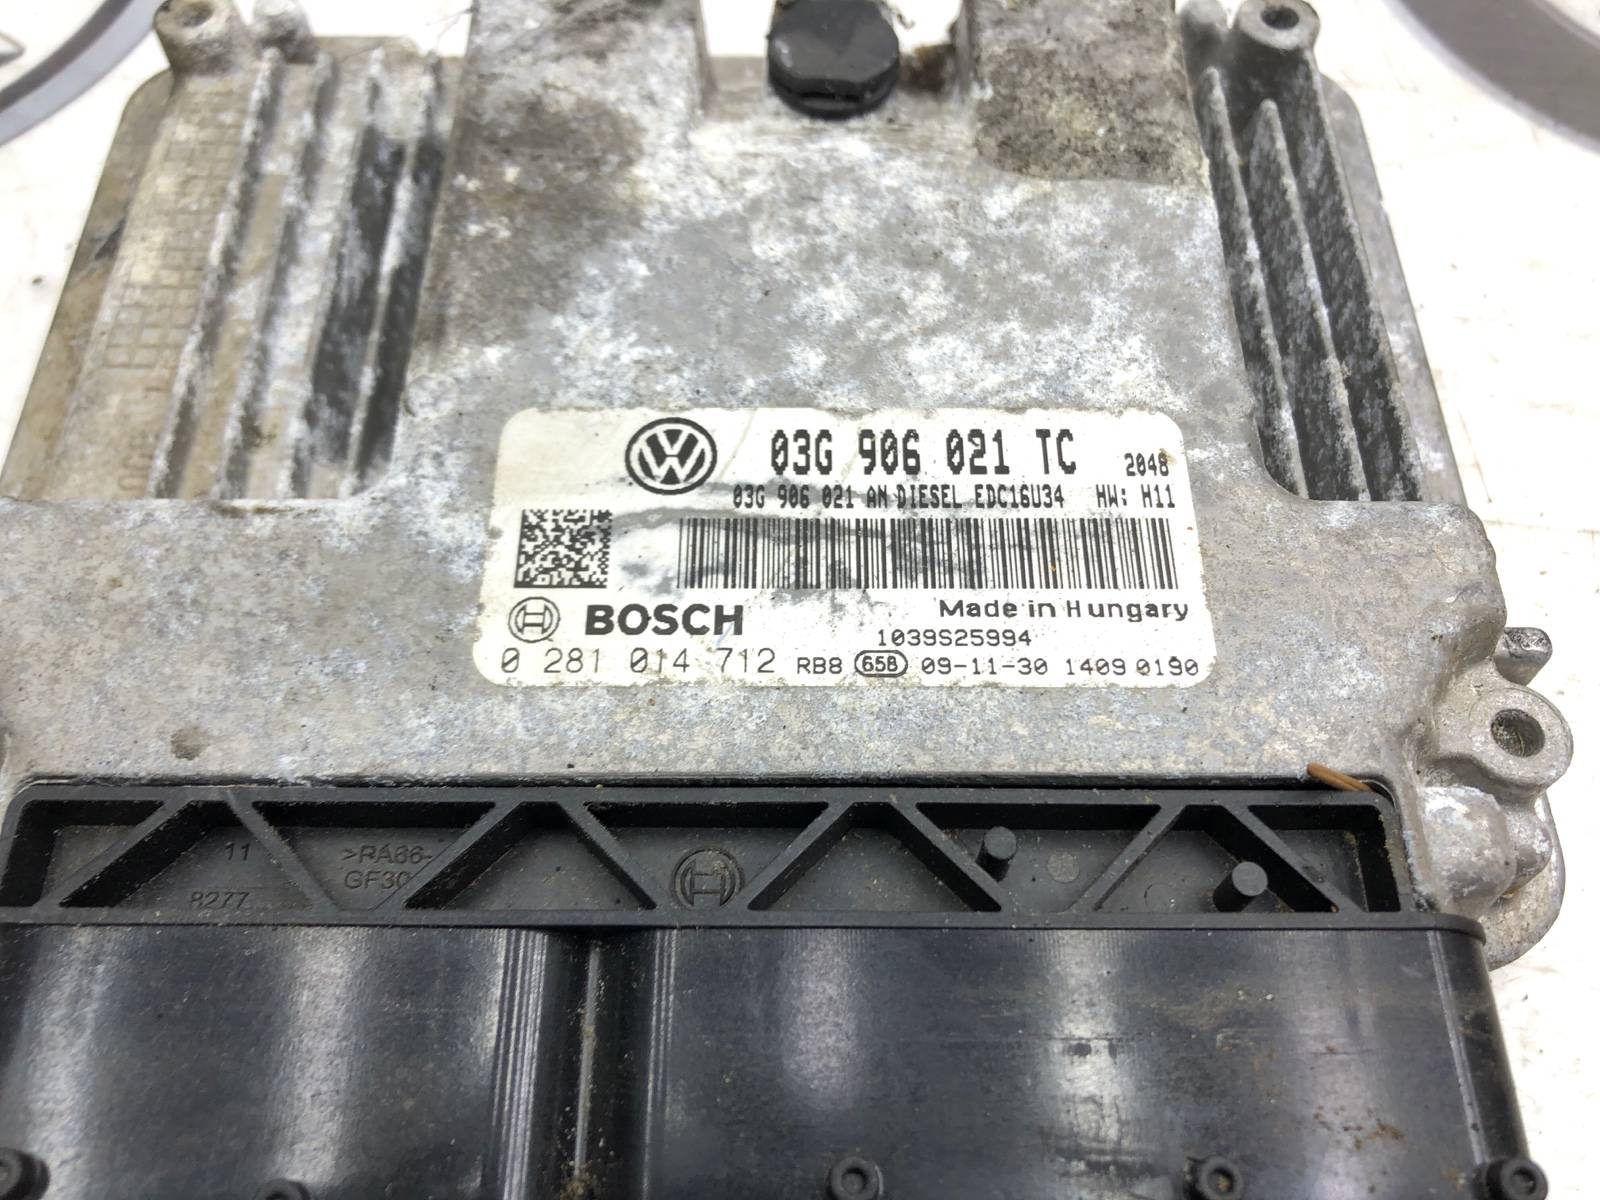 03G 906 021 TC 2048
03G 906 021 AN DIESEL EDC16U34 HW: H11
BOSCH
Made in Hungary
1039S25994
0 281 014 712 RB8 65B 09-11-30 1409 0190
11 >PA66-
GF30
8277